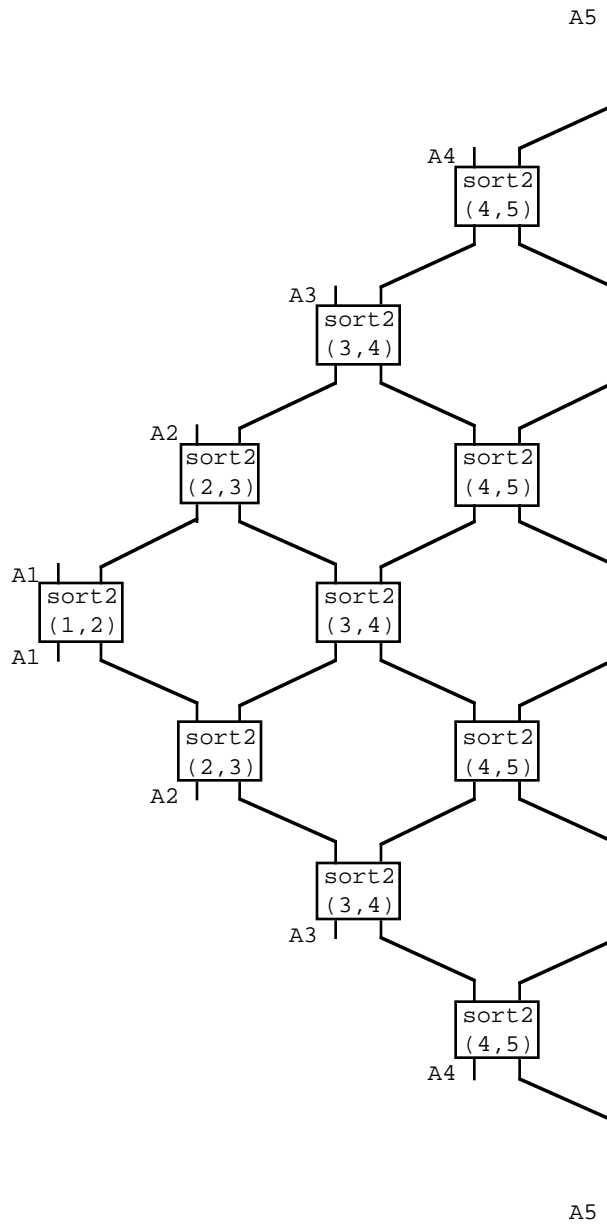 A5
A4
sort2
(4,5)
A3
sort2
(3,4)
A2
sort2
(2,3)
sort2
(4,5)
A1
sort2
(1,2)
A1
sort2
(3,4)
sort2
(2,3)
A2
sort2
(4,5)
sort2
(3,4)
A3
sort2
(4,5)
A4
A5